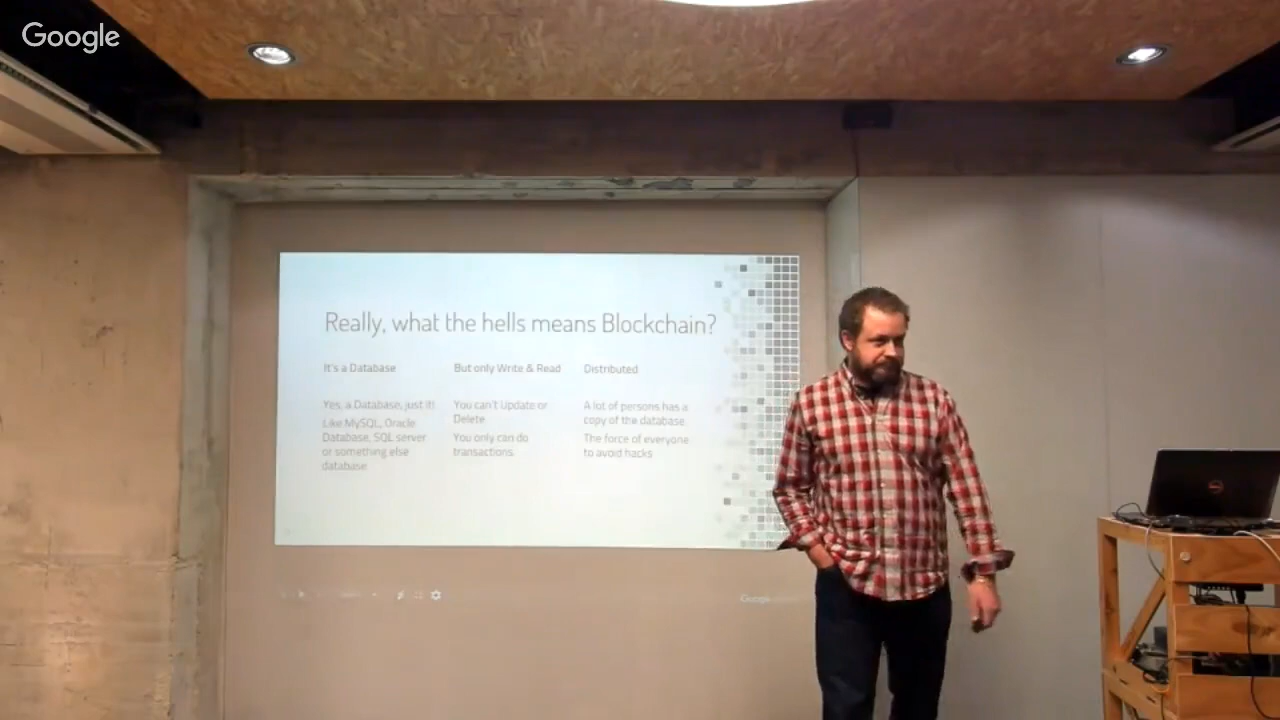 Google
Really, what the hells means Blockchain?
It's a Database
Yes, a Database, just it!
Like MySQL, Oracle
Database, SQL server
or something else
database.
But only Write & Read
You can't Update or
Delete
You only can do
transactions.
Distributed
A lot of persons has a
copy of the database
The force of everyone
to avoid hacks
Google